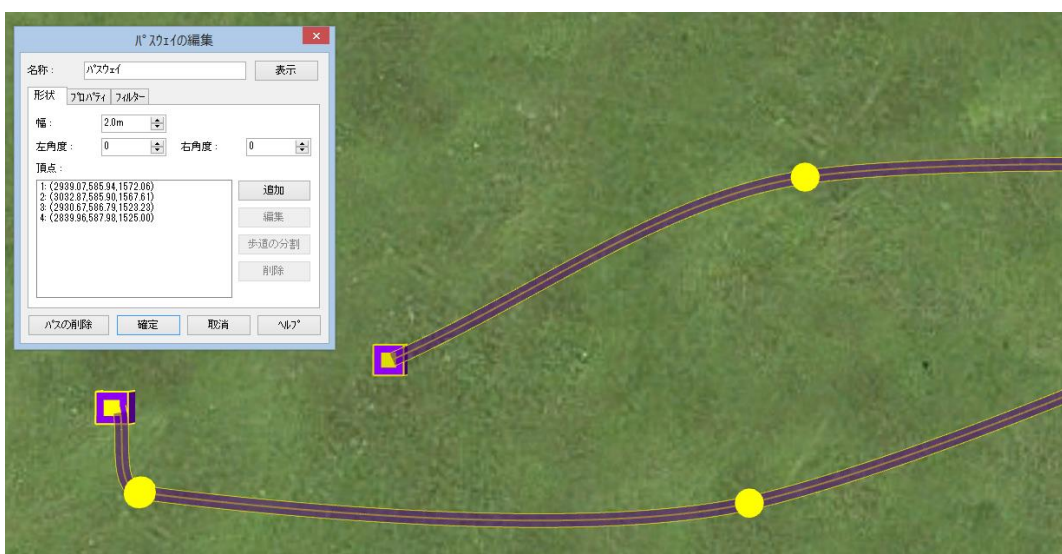 パスウェイの編集
名称： パスウェイ 表示
形状 プロパティ フィルター
幅： 2.0m
左角度： 0 右角度： 0
頂点：
1: (2939.07,585.94,1572.06)
2: (3032.87,585.90,1567.61)
3: (2930.67,586.79,1523.23)
4: (2839.96,587.98,1525.00)
追加
編集
歩道の分割
削除
パスの削除 確定 取消 ヘルプ